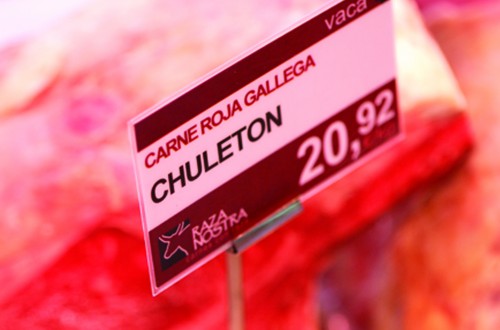 vaca
CARNE ROJA GALLEGA
CHULETON
20,92
RAZA
NOSTRA